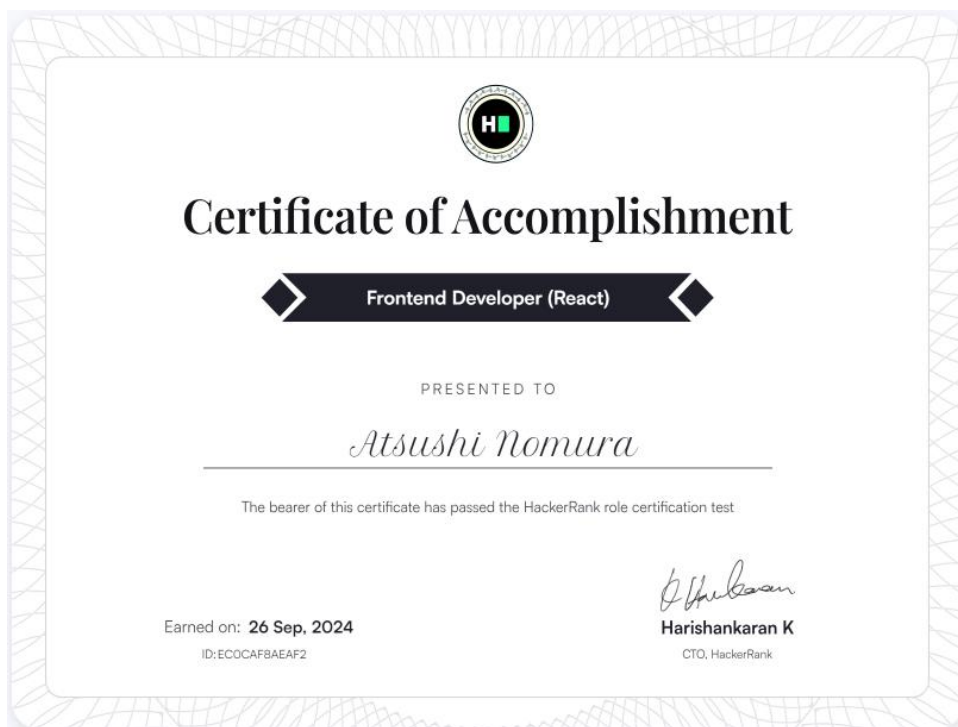 H
Certificate of Accomplishment
Frontend Developer (React)
PRESENTED TO
Atsushi Nomura
The bearer of this certificate has passed the HackerRank role certification test
Earned on: 26 Sep, 2024
ID: EC0CAF8AEAF2
Harishankaran K
CTO, HackerRank